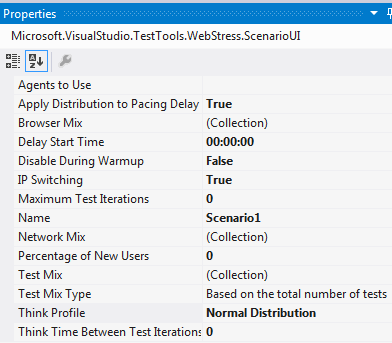 Properties
Microsoft.VisualStudio.TestTools.WebStress.ScenarioUI
Agents to Use
Apply Distribution to Pacing Delay True
Browser Mix (Collection)
Delay Start Time 00:00:00
Disable During Warmup False
IP Switching True
Maximum Test Iterations 0
Name Scenario1
Network Mix (Collection)
Percentage of New Users 0
Test Mix (Collection)
Test Mix Type Based on the total number of tests
Think Profile Normal Distribution
Think Time Between Test Iterations 0